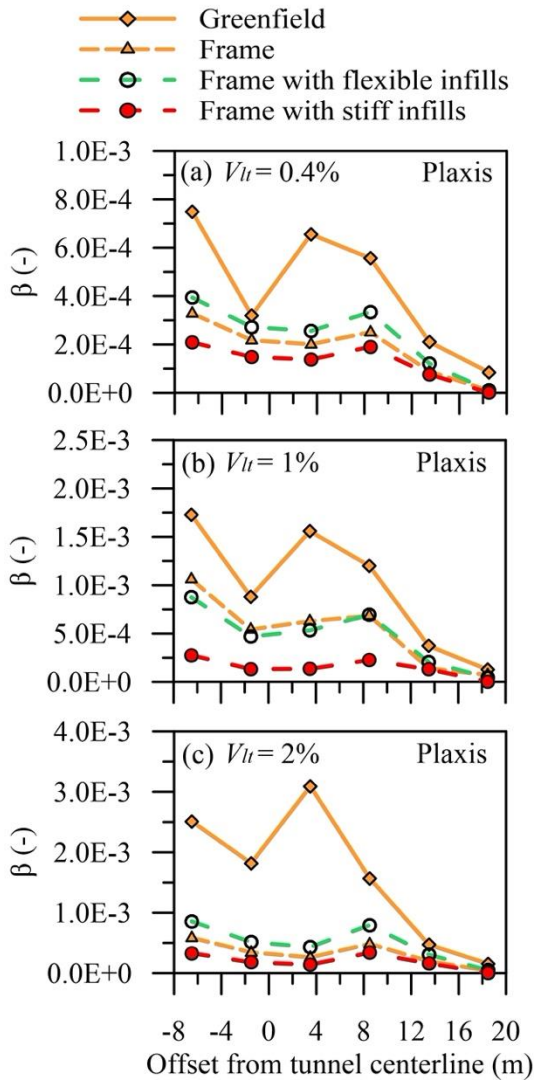 Greenfield
Frame
Frame with flexible infills
Frame with stiff infills
(a) Vlt = 0.4% Plaxis
1.0E-3
8.0E-4
6.0E-4
4.0E-4
2.0E-4
0.0E+0
β (-)
(b) Vlt = 1% Plaxis
2.5E-3
2.0E-3
1.5E-3
1.0E-3
5.0E-4
0.0E+0
β (-)
(c) Vlt = 2% Plaxis
4.0E-3
3.0E-3
2.0E-3
1.0E-3
0.0E+0
β (-)
-8 -4 0 4 8 12 16 20
Offset from tunnel centerline (m)